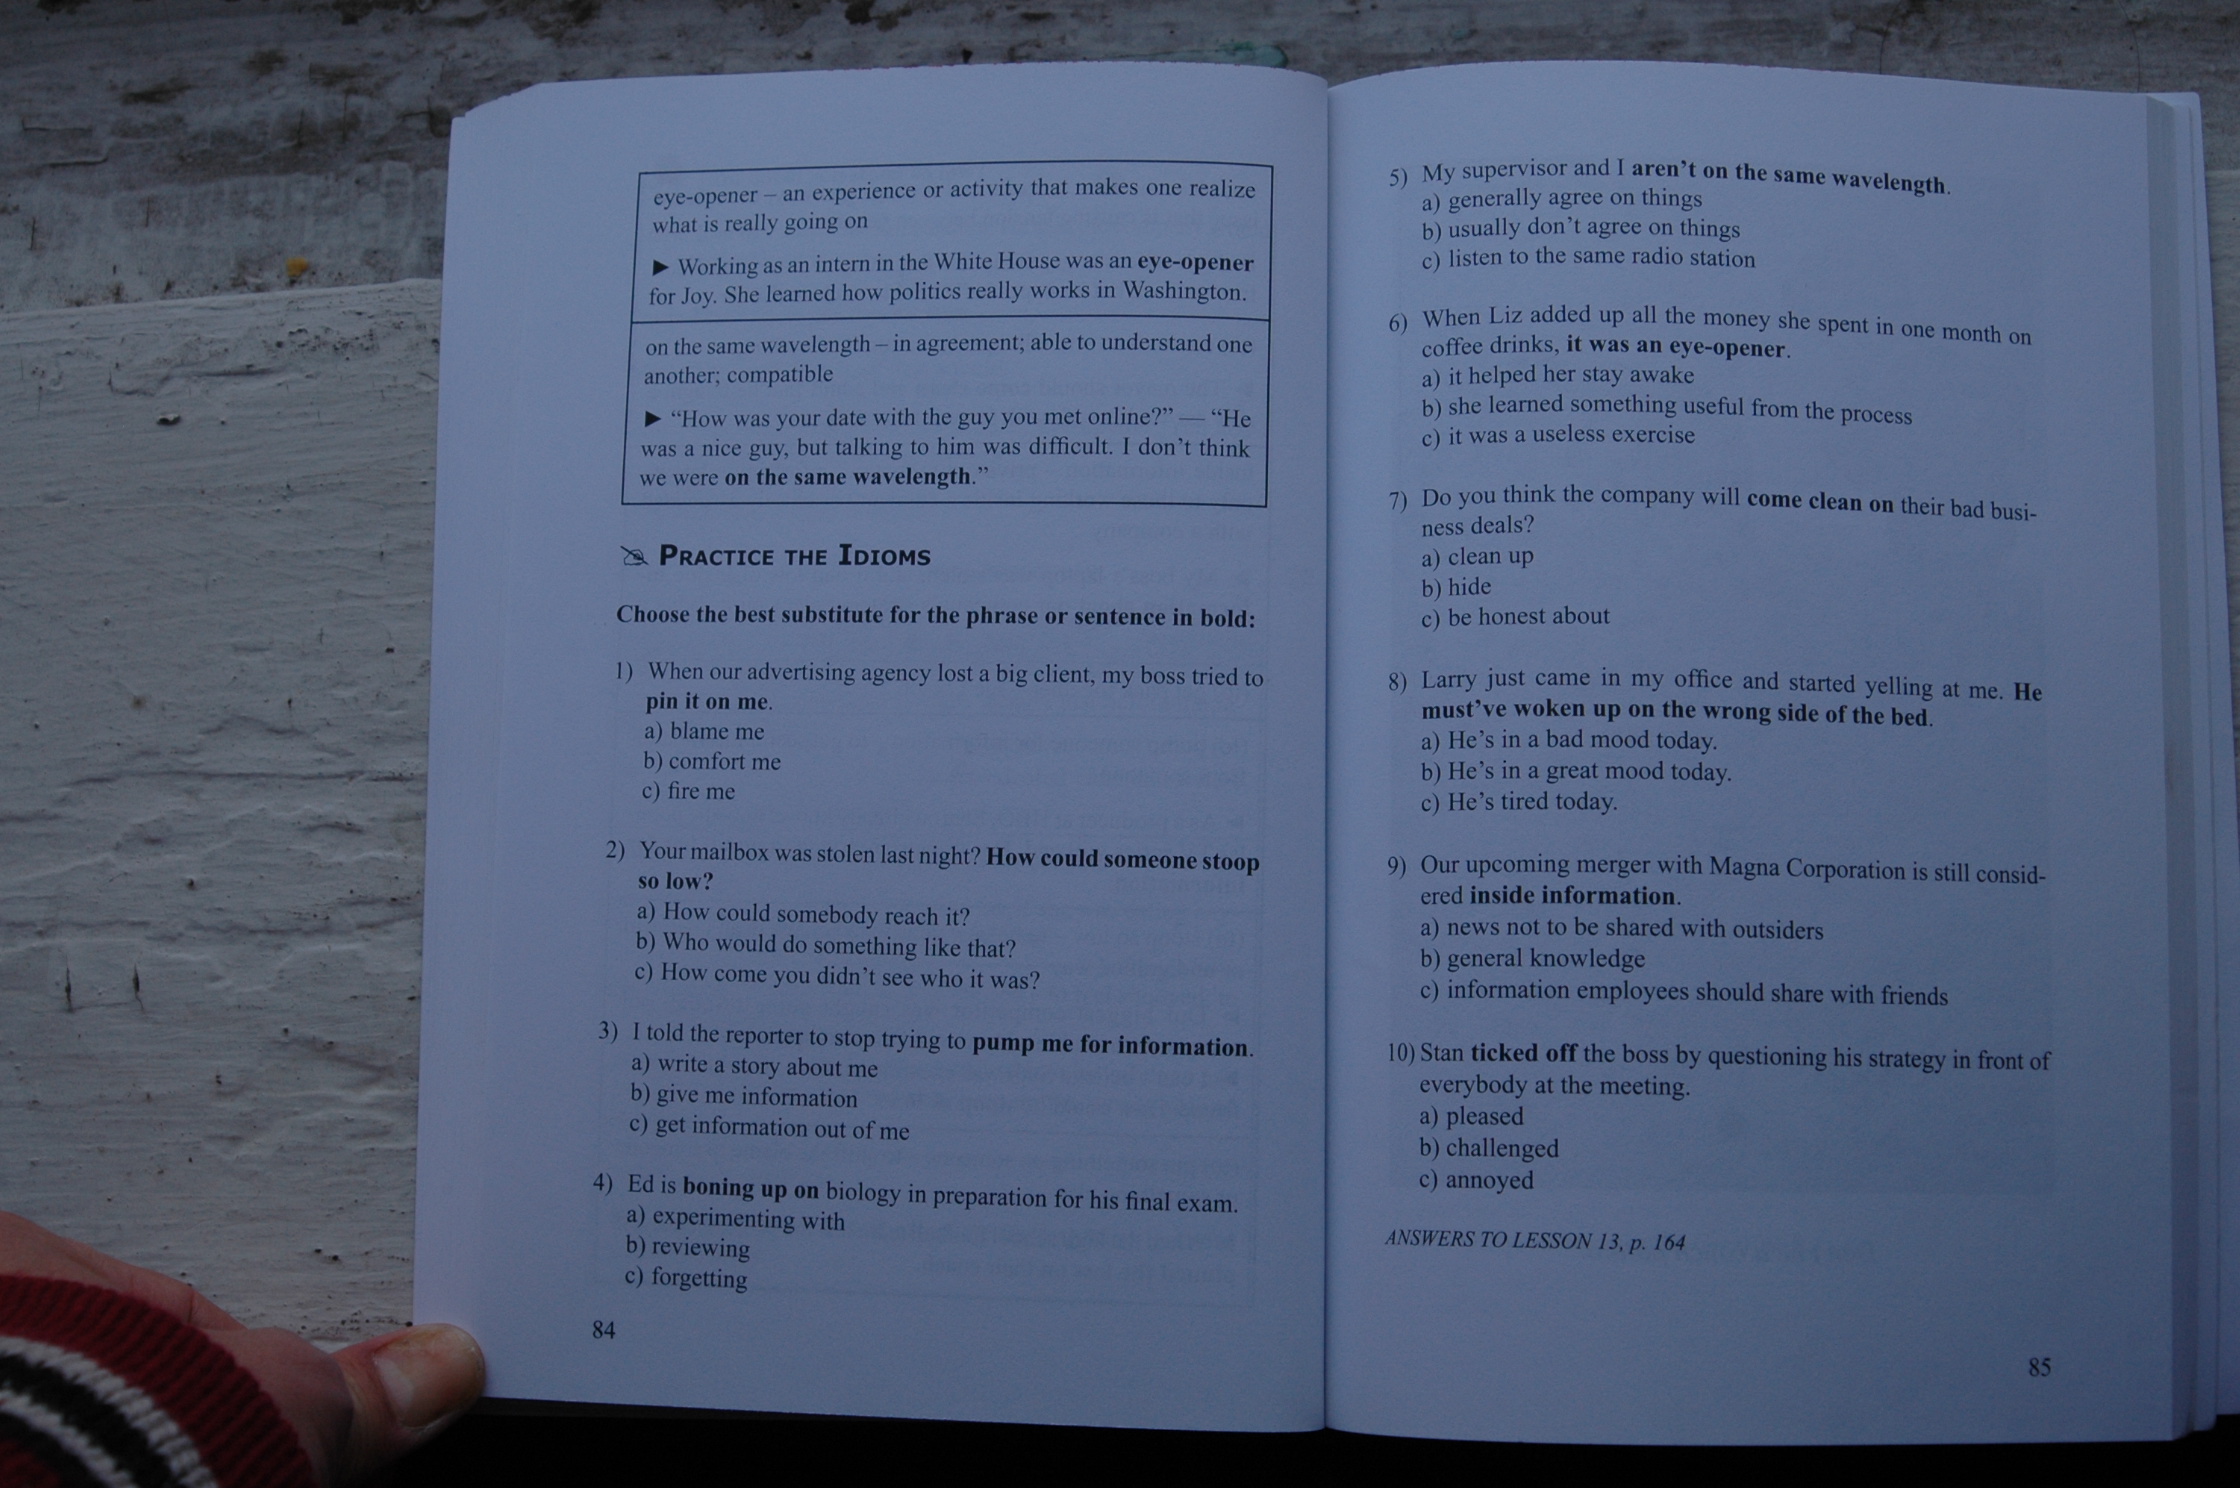 eye-opener – an experience or activity that makes one realize
what is really going on
► Working as an intern in the White House was an eye-opener
for Joy. She learned how politics really works in Washington.
on the same wavelength – in agreement; able to understand one
another; compatible
► “How was your date with the guy you met online?” — “He
was a nice guy, but talking to him was difficult. I don’t think
we were on the same wavelength.”
PRACTICE THE IDIOMS
Choose the best substitute for the phrase or sentence in bold:
1) When our advertising agency lost a big client, my boss tried to
pin it on me.
a) blame me
b) comfort me
c) fire me
2) Your mailbox was stolen last night? How could someone stoop
so low?
a) How could somebody reach it?
b) Who would do something like that?
c) How come you didn’t see who it was?
3) I told the reporter to stop trying to pump me for information.
a) write a story about me
b) give me information
c) get information out of me
4) Ed is boning up on biology in preparation for his final exam.
a) experimenting with
b) reviewing
c) forgetting
84
5) My supervisor and I aren’t on the same wavelength.
a) generally agree on things
b) usually don’t agree on things
c) listen to the same radio station
6) When Liz added up all the money she spent in one month on
coffee drinks, it was an eye-opener.
a) it helped her stay awake
b) she learned something useful from the process
c) it was a useless exercise
7) Do you think the company will come clean on their bad busi-
ness deals?
a) clean up
b) hide
c) be honest about
8) Larry just came in my office and started yelling at me. He
must’ve woken up on the wrong side of the bed.
a) He’s in a bad mood today.
b) He’s in a great mood today.
c) He’s tired today.
9) Our upcoming merger with Magna Corporation is still consid-
ered inside information.
a) news not to be shared with outsiders
b) general knowledge
c) information employees should share with friends
10) Stan ticked off the boss by questioning his strategy in front of
everybody at the meeting.
a) pleased
b) challenged
c) annoyed
ANSWERS TO LESSON 13, p. 164
85